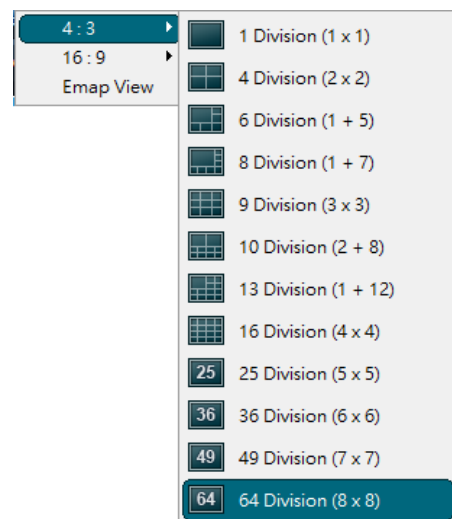 4 : 3
16 : 9
Emap View
1 Division (1 x 1)
4 Division (2 x 2)
6 Division (1 + 5)
8 Division (1 + 7)
9 Division (3 x 3)
10 Division (2 + 8)
13 Division (1 + 12)
16 Division (4 x 4)
25 25 Division (5 x 5)
36 36 Division (6 x 6)
49 49 Division (7 x 7)
64 64 Division (8 x 8)